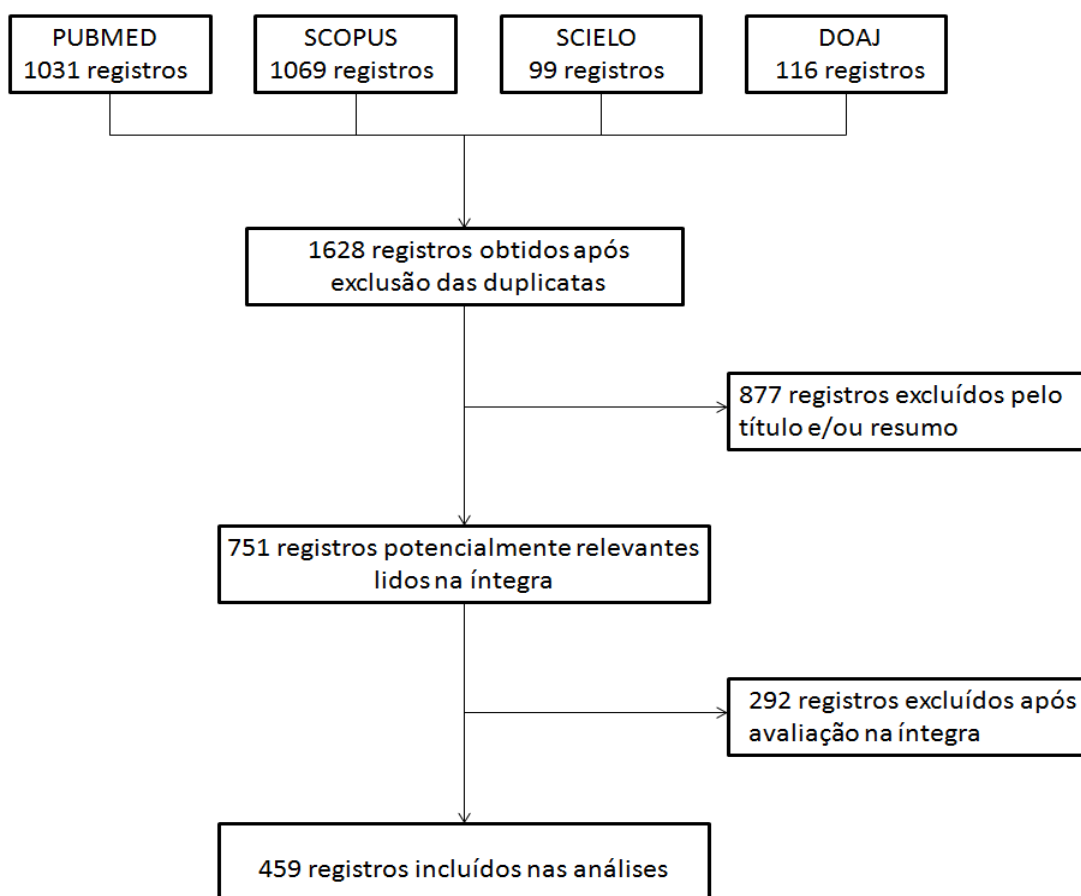 PUBMED
1031 registros
SCOPUS
1069 registros
SCIELO
99 registros
DOAJ
116 registros
1628 registros obtidos após
exclusão das duplicatas
877 registros excluídos pelo
título e/ou resumo
751 registros potencialmente relevantes
lidos na íntegra
292 registros excluídos após
avaliação na íntegra
459 registros incluídos nas análises